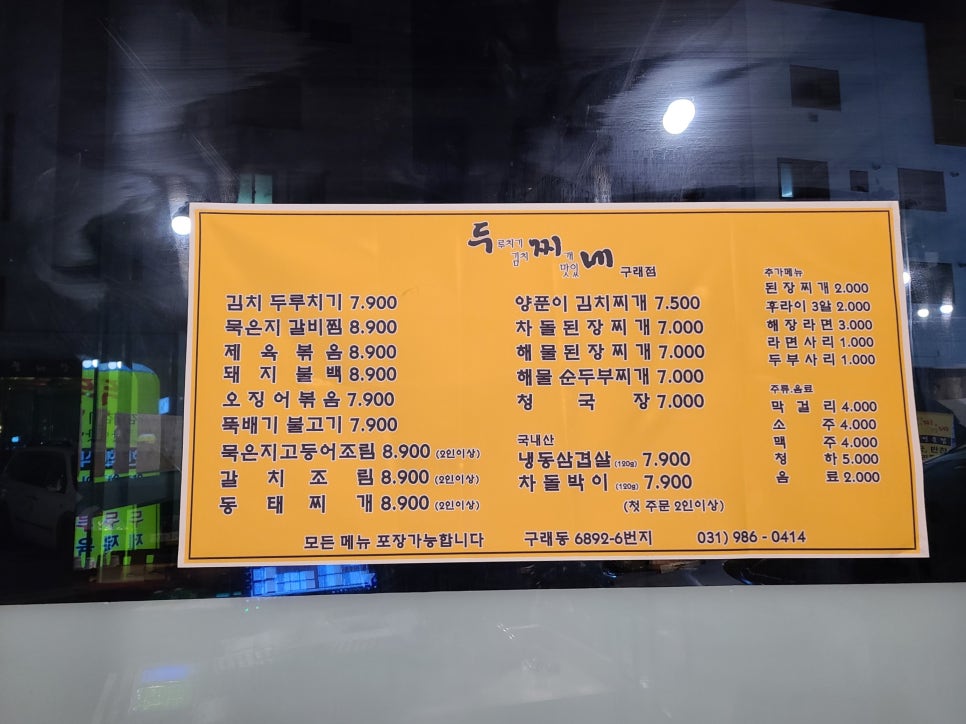 두루치기 김치찌개 맛있네 구래점
김치 두루치기 7.900
묵은지 갈비찜 8.900
제육볶음 8.900
돼지불백 8.900
오징어볶음 7.900
뚝배기 불고기 7.900
묵은지고등어조림 8.900 (2인이상)
갈치조림 8.900 (2인이상)
동태찌개 8.900 (2인이상)
양푼이 김치찌개 7.500
차돌된장찌개 7.000
해물된장찌개 7.000
해물 순두부찌개 7.000
청국장 7.000
국내산
냉동삼겹살 (120g) 7.900
차돌박이 (120g) 7.900
(첫 주문 2인이상)
추가메뉴
된장찌개 2.000
후라이 3알 2.000
해장라면 3.000
라면사리 1.000
두부사리 1.000
주류.음료
막걸리 4.000
소주 4.000
맥주 4.000
청하 5.000
음료 2.000
모든 메뉴 포장가능합니다 구래동 6892-6번지 031) 986 - 0414